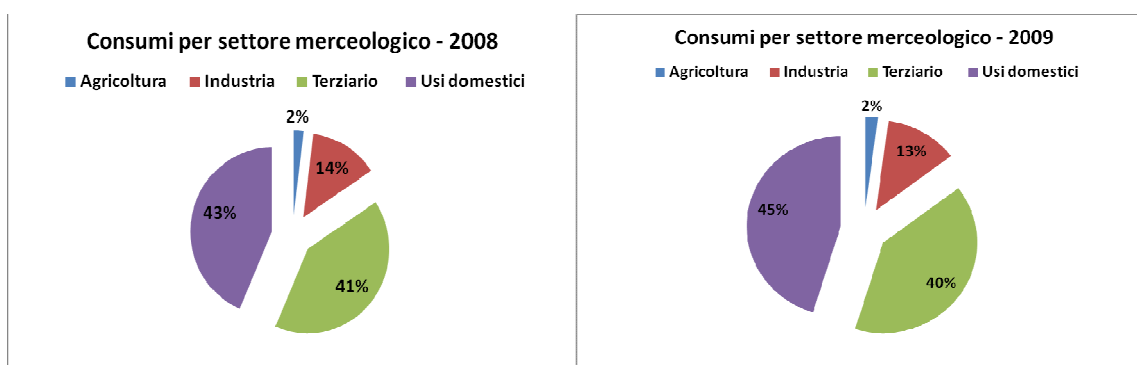 Consumi per settore merceologico - 2008
Agricoltura Industria Terziario Usi domestici
2%
14%
43%
41%
Consumi per settore merceologico - 2009
Agricoltura Industria Terziario Usi domestici
2%
13%
45%
40%